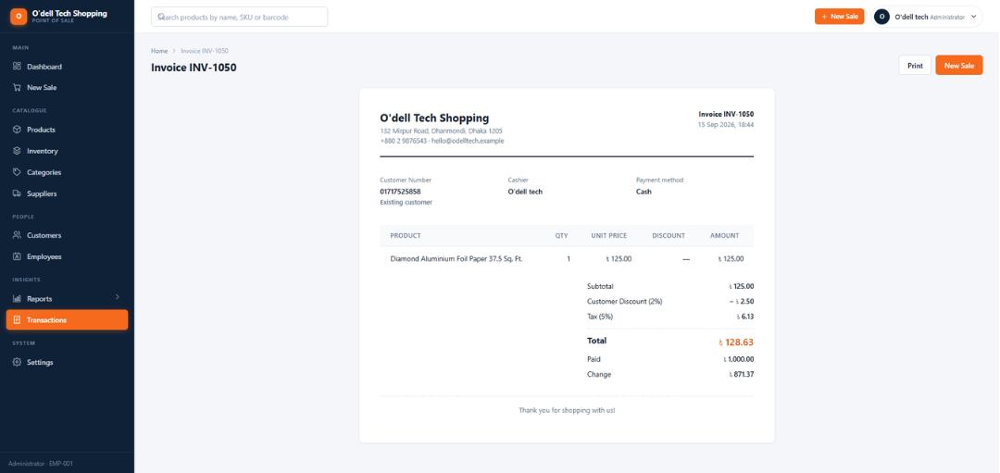 O'dell Tech Shopping
POINT OF SALE
MAIN
Dashboard
New Sale
CATALOGUE
Products
Inventory
Categories
Suppliers
PEOPLE
Customers
Employees
INSIGHTS
Reports
Transactions
SYSTEM
Settings
Administrator · EMP-001
Search products by name, SKU or barcode
+ New Sale
O O'dell tech Administrator
Home > Invoice INV-1050
Invoice INV-1050
Print
New Sale
O'dell Tech Shopping
132 Mirpur Road, Dhanmondi, Dhaka 1205
+880 2 9876543 · hello@odelltech.example
Invoice INV-1050
15 Sep 2026, 18:44
Customer Number
01717525858
Existing customer
Cashier
O'dell tech
Payment method
Cash
PRODUCT QTY UNIT PRICE DISCOUNT AMOUNT
Diamond Aluminium Foil Paper 37.5 Sq. Ft. 1 ৳ 125.00 — ৳ 125.00
Subtotal ৳ 125.00
Customer Discount (2%) − ৳ 2.50
Tax (5%) ৳ 6.13
Total ৳ 128.63
Paid ৳ 1,000.00
Change ৳ 871.37
Thank you for shopping with us!